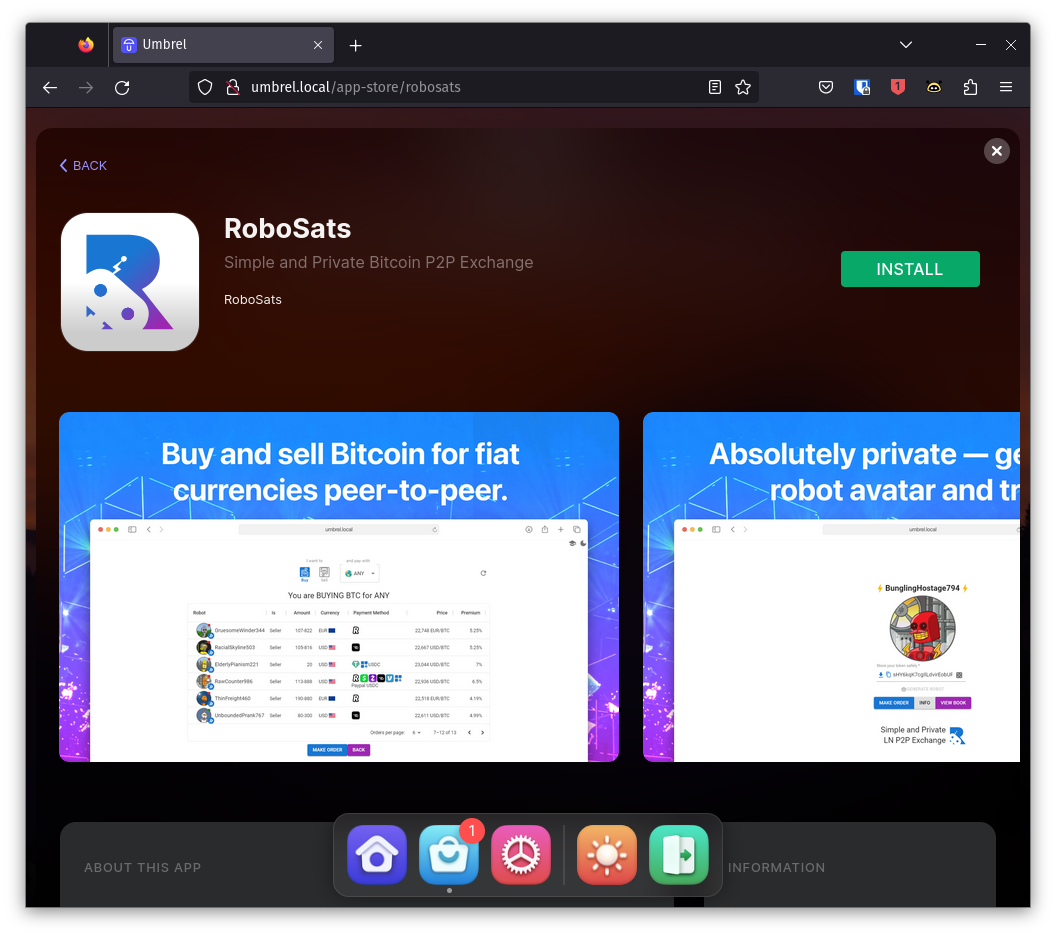 Umbrel
umbrel.local/app-store/robosats
1
BACK
RoboSats
Simple and Private Bitcoin P2P Exchange
RoboSats
INSTALL
Buy and sell Bitcoin for fiat
currencies peer-to-peer.
umbrel.local
I want to
and pay with
Buy
Sell
ANY
You are BUYING BTC for ANY
Robot Is Amount Currency Payment Method Price Premium
GruesomeWinder344 Seller 107-822 EUR 22,748 EUR/BTC 5.25%
RacialSkyline503 Seller 105-816 USD 22,667 USD/BTC 5.25%
ElderlyPianism221 Seller 20 USD USDC 23,044 USD/BTC 7%
RawCounter986 Seller 113-888 USD 22,936 USD/BTC 6.5%
Paypal USDC
ThinFreight460 Seller 190-880 EUR 22,518 EUR/BTC 4.19%
UnboundedPrank767 Seller 80-300 USD 22,611 USD/BTC 4.99%
Orders per page: 6 7–12 of 13
MAKE ORDER BACK
Absolutely private — ge
robot avatar and tr
umbrel.local
BunglingHostage794
Store your token safely *
GENERATE ROBOT
MAKE ORDER INFO VIEW BOOK
Simple and Private
LN P2P Exchange
1
ABOUT THIS APP
INFORMATION